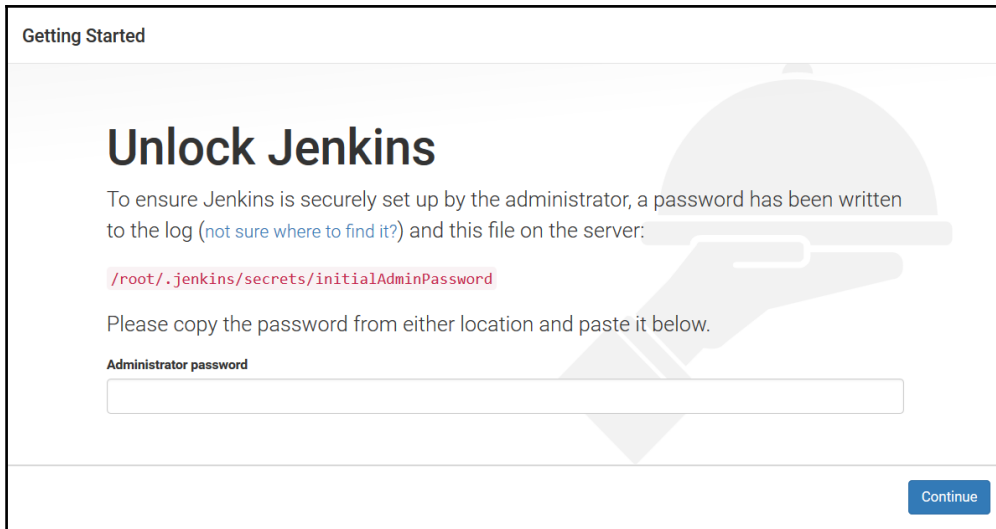 Getting Started
Unlock Jenkins
To ensure Jenkins is securely set up by the administrator, a password has been written
to the log (not sure where to find it?) and this file on the server:
/root/.jenkins/secrets/initialAdminPassword
Please copy the password from either location and paste it below.
Administrator password
Continue